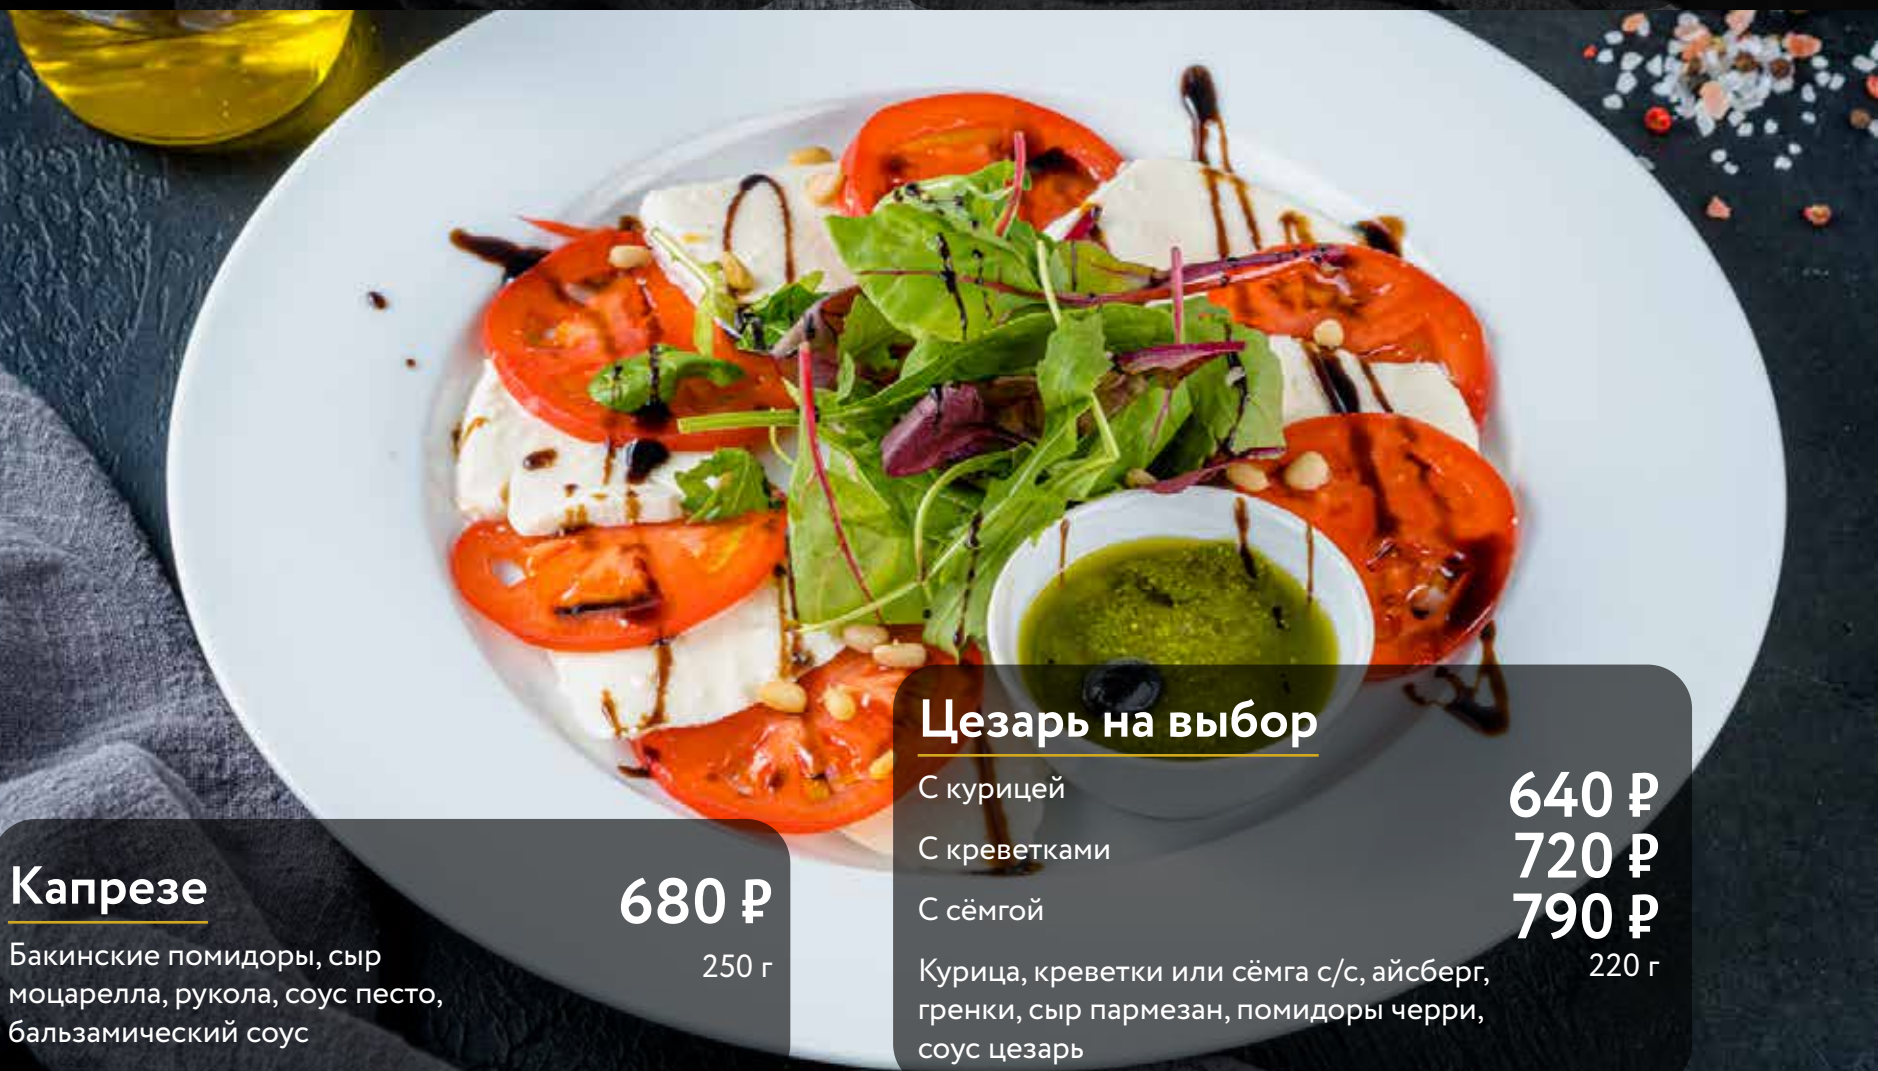 Капрезе
680 ₽
Бакинские помидоры, сыр
250 г
моцарелла, рукола, соус песто,
бальзамический соус
Цезарь на выбор
С курицей
640 ₽
С креветками
720 ₽
С сёмгой
790 ₽
Курица, креветки или сёмга с/с, айсберг,
220 г
гренки, сыр пармезан, помидоры черри,
соус цезарь